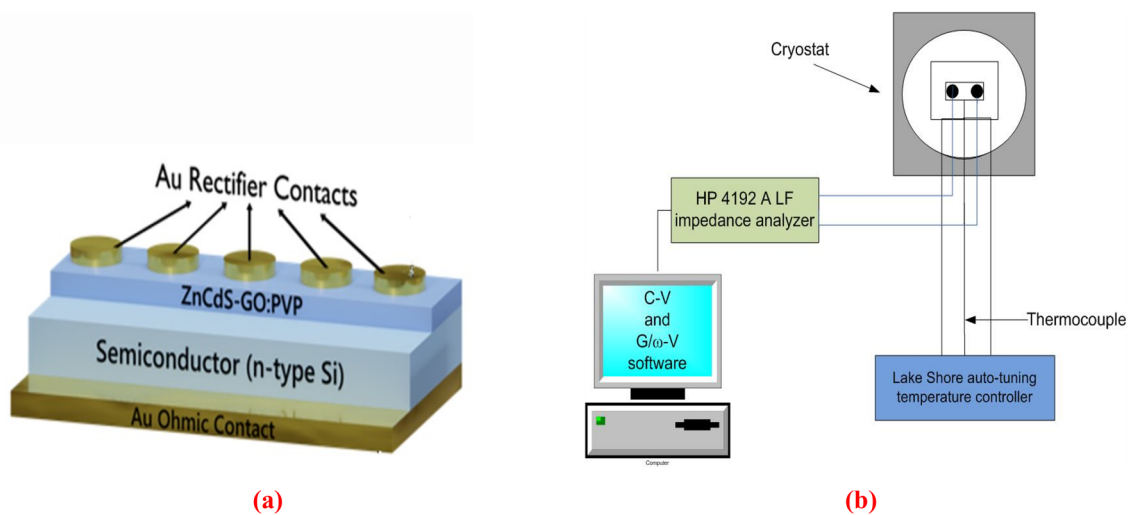 Au Rectifier Contacts
ZnCdS-GO:PVP
Semiconductor (n-type Si)
Au Ohmic Contact
(a)
Cryostat
HP 4192 A LF
impedance analyzer
C-V
and
G/ω-V
software
Computer
Thermocouple
Lake Shore auto-tuning
temperature controller
(b)